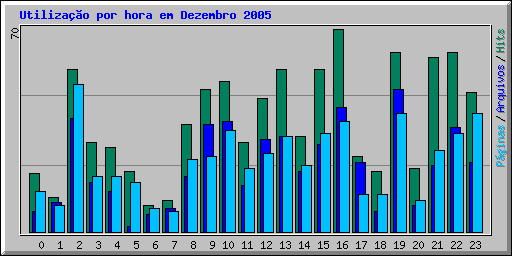 Utilização por hora em Dezembro 2005
70
Páginas / Arquivos / Hits
0 1 2 3 4 5 6 7 8 9 10 11 12 13 14 15 16 17 18 19 20 21 22 23